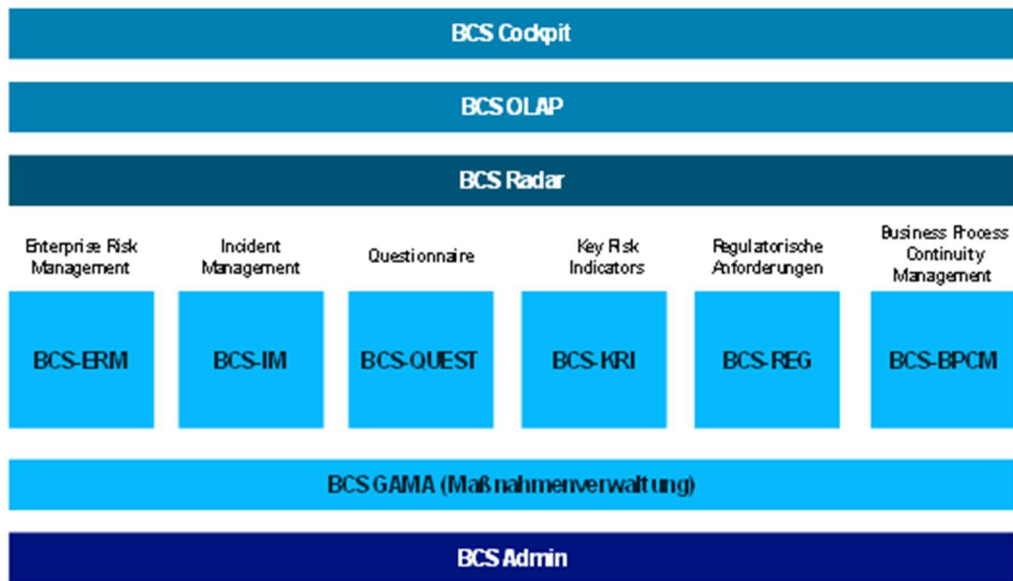 BCS Cockpit
BCS OLAP
BCS Radar
Enterprise Risk
Management
Incident
Management
Questionnaire
Key Risk
Indicators
Regulatorische
Anforderungen
Business Process
Continuity
Management
BCS-ERM
BCS-IM
BCS-QUEST
BCS-KRI
BCS-REG
BCS-BPCM
BCS GAMA (Maßnahmenverwaltung)
BCS Admin